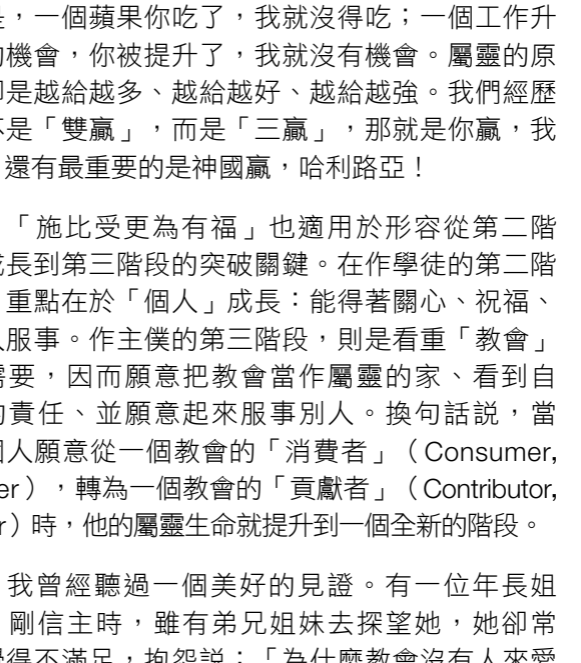 ，一個蘋果你吃了，我就沒得吃；一個工作升
機會，你被提升了，我就沒有機會。屬靈的原
是越給越多、越給越好、越給越強。我們經歷
是「雙贏」，而是「三贏」，那就是你贏，我
還有最重要的是神國贏，哈利路亞！
「施比受更為有福」也適用於形容從第二階
長到第三階段的突破關鍵。在作學徒的第二階
重點在於「個人」成長：能得著關心、祝福、
服事。作主僕的第三階段，則是看重「教會」
需要，因而願意把教會當作屬靈的家、看到自
責任、並願意起來服事別人。換句話說，當
人願意從一個教會的「消費者」（Consumer,
er），轉為一個教會的「貢獻者」（Contributor,
r）時，他的屬靈生命就提升到一個全新的階段。
我曾經聽過一個美好的見證。有一位年長姐
剛信主時，雖有弟兄姐妹去探望她，她卻常
得不滿足，抱怨說：「為什麼教會沒有人來愛